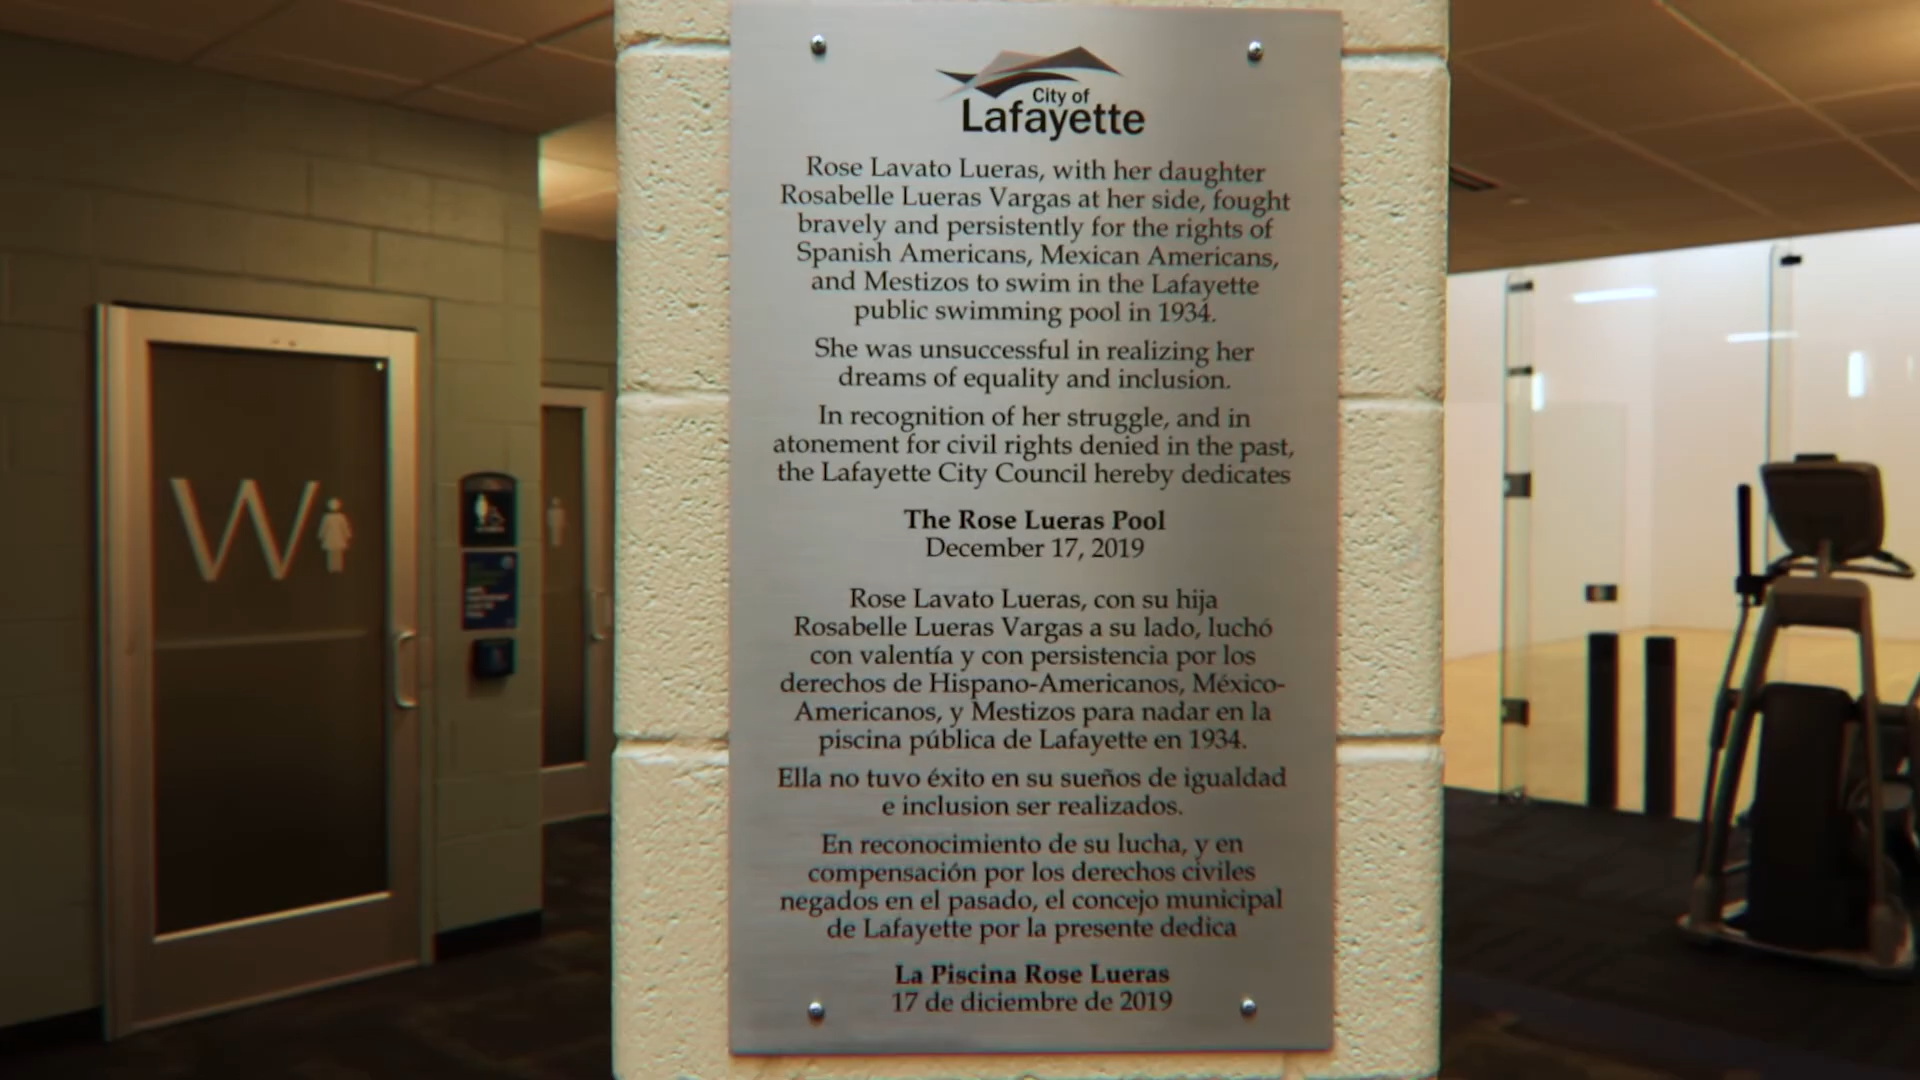 City of
Lafayette
Rose Lavato Lueras, with her daughter
Rosabelle Lueras Vargas at her side, fought
bravely and persistently for the rights of
Spanish Americans, Mexican Americans,
and Mestizos to swim in the Lafayette
public swimming pool in 1934.
She was unsuccessful in realizing her
dreams of equality and inclusion.
In recognition of her struggle, and in
atonement for civil rights denied in the past,
the Lafayette City Council hereby dedicates
The Rose Lueras Pool
December 17, 2019
Rose Lavato Lueras, con su hija
Rosabelle Lueras Vargas a su lado, luchó
con valentía y con persistencia por los
derechos de Hispano-Americanos, México-
Americanos, y Mestizos para nadar en la
piscina pública de Lafayette en 1934.
Ella no tuvo éxito en su sueños de igualdad
e inclusion ser realizados.
En reconocimiento de su lucha, y en
compensación por los derechos civiles
negados en el pasado, el concejo municipal
de Lafayette por la presente dedica
La Piscina Rose Lueras
17 de diciembre de 2019
W